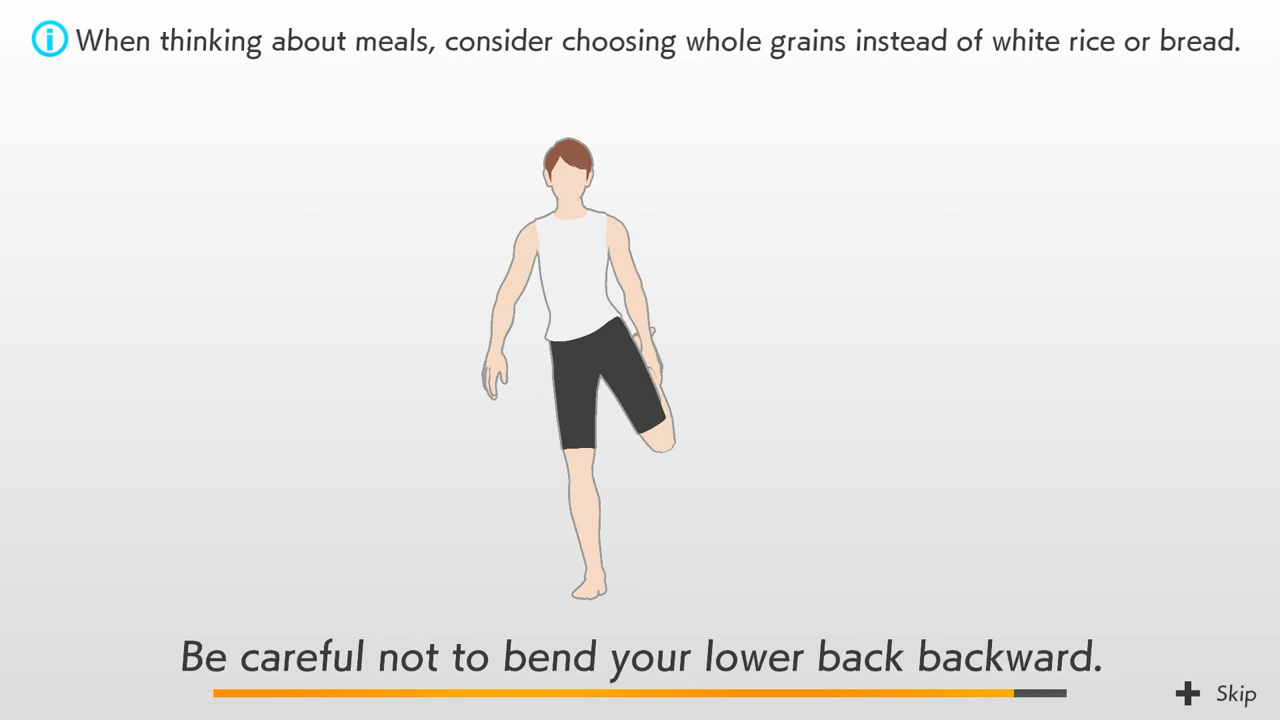 When thinking about meals, consider choosing whole grains instead of white rice or bread.
Be careful not to bend your lower back backward.
Skip